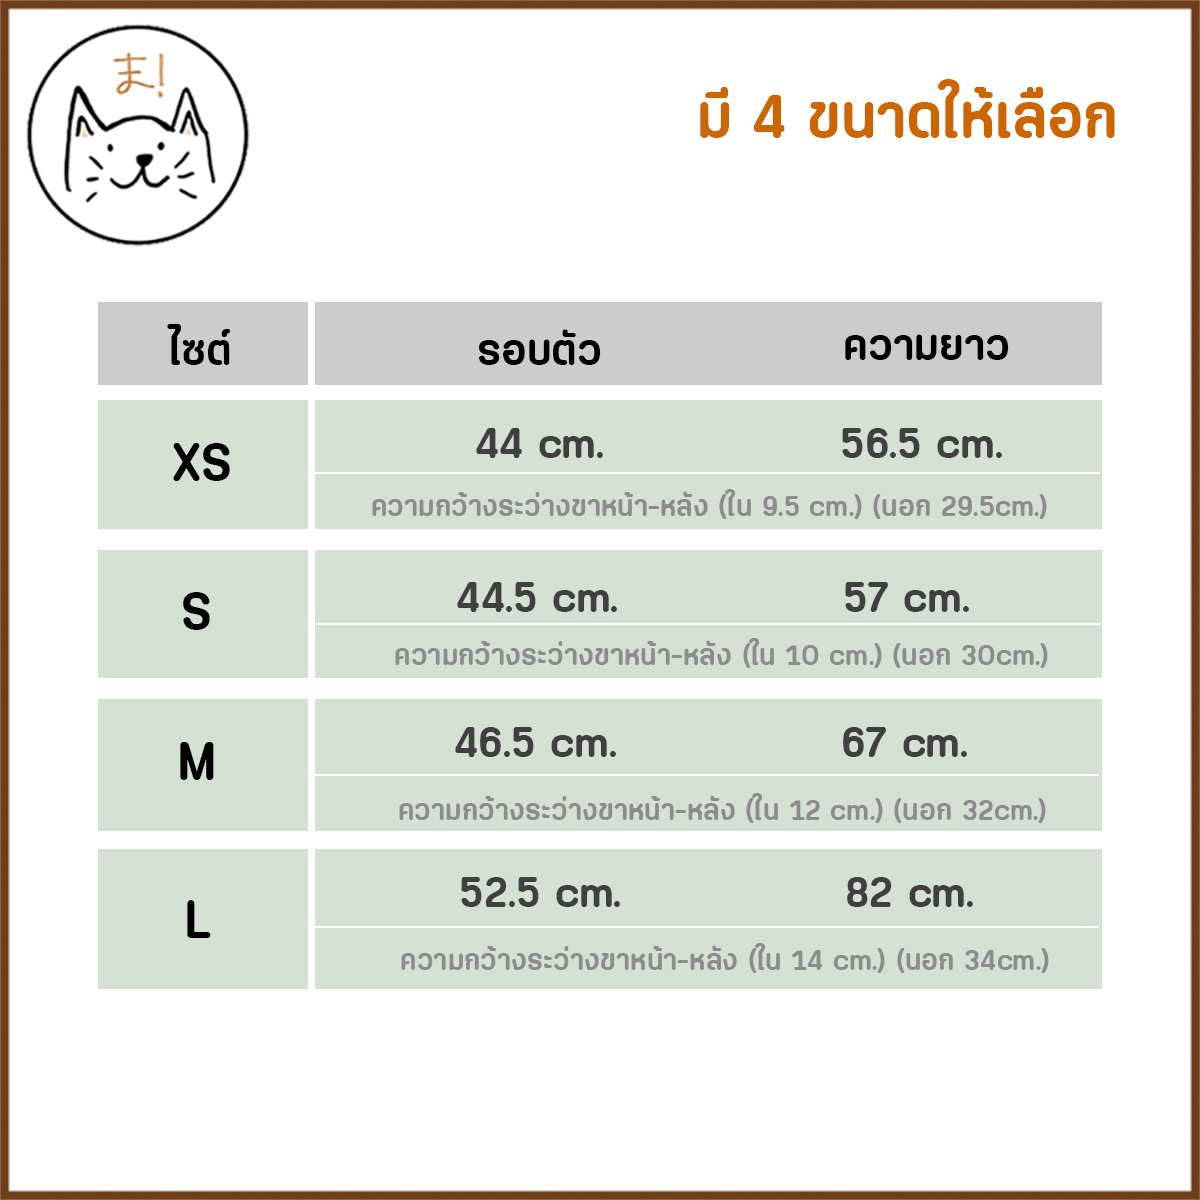 ま!
มี 4 ขนาดให้เลือก
ไซต์ รอบตัว ความยาว
XS 44 cm. 56.5 cm.
ความกว้างระว่างขาหน้า-หลัง (ใน 9.5 cm.) (นอก 29.5cm.)
S 44.5 cm. 57 cm.
ความกว้างระว่างขาหน้า-หลัง (ใน 10 cm.) (นอก 30cm.)
M 46.5 cm. 67 cm.
ความกว้างระว่างขาหน้า-หลัง (ใน 12 cm.) (นอก 32cm.)
L 52.5 cm. 82 cm.
ความกว้างระว่างขาหน้า-หลัง (ใน 14 cm.) (นอก 34cm.)